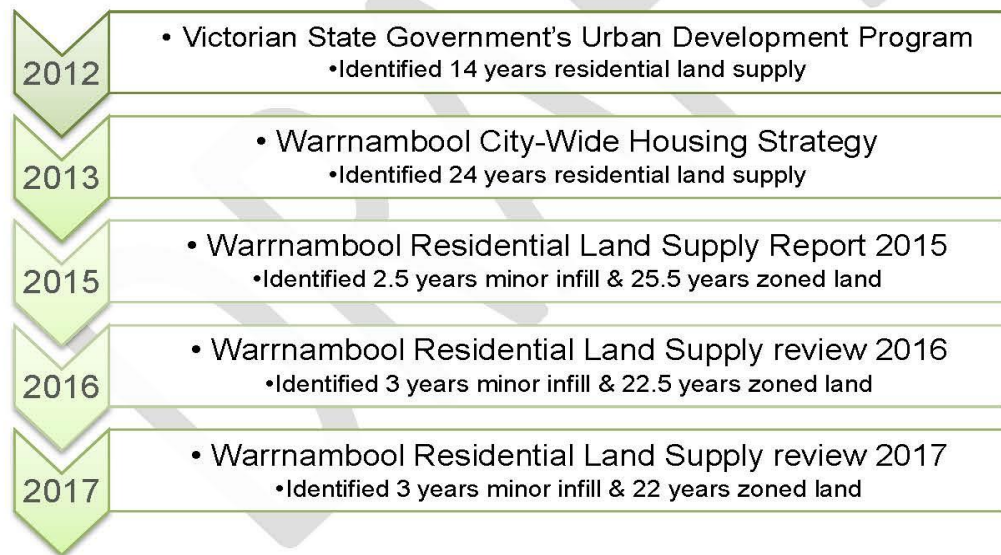 2012
• Victorian State Government's Urban Development Program
•Identified 14 years residential land supply
2013
• Warrnambool City-Wide Housing Strategy
•Identified 24 years residential land supply
2015
• Warrnambool Residential Land Supply Report 2015
•Identified 2.5 years minor infill & 25.5 years zoned land
2016
• Warrnambool Residential Land Supply review 2016
•Identified 3 years minor infill & 22.5 years zoned land
2017
• Warrnambool Residential Land Supply review 2017
•Identified 3 years minor infill & 22 years zoned land